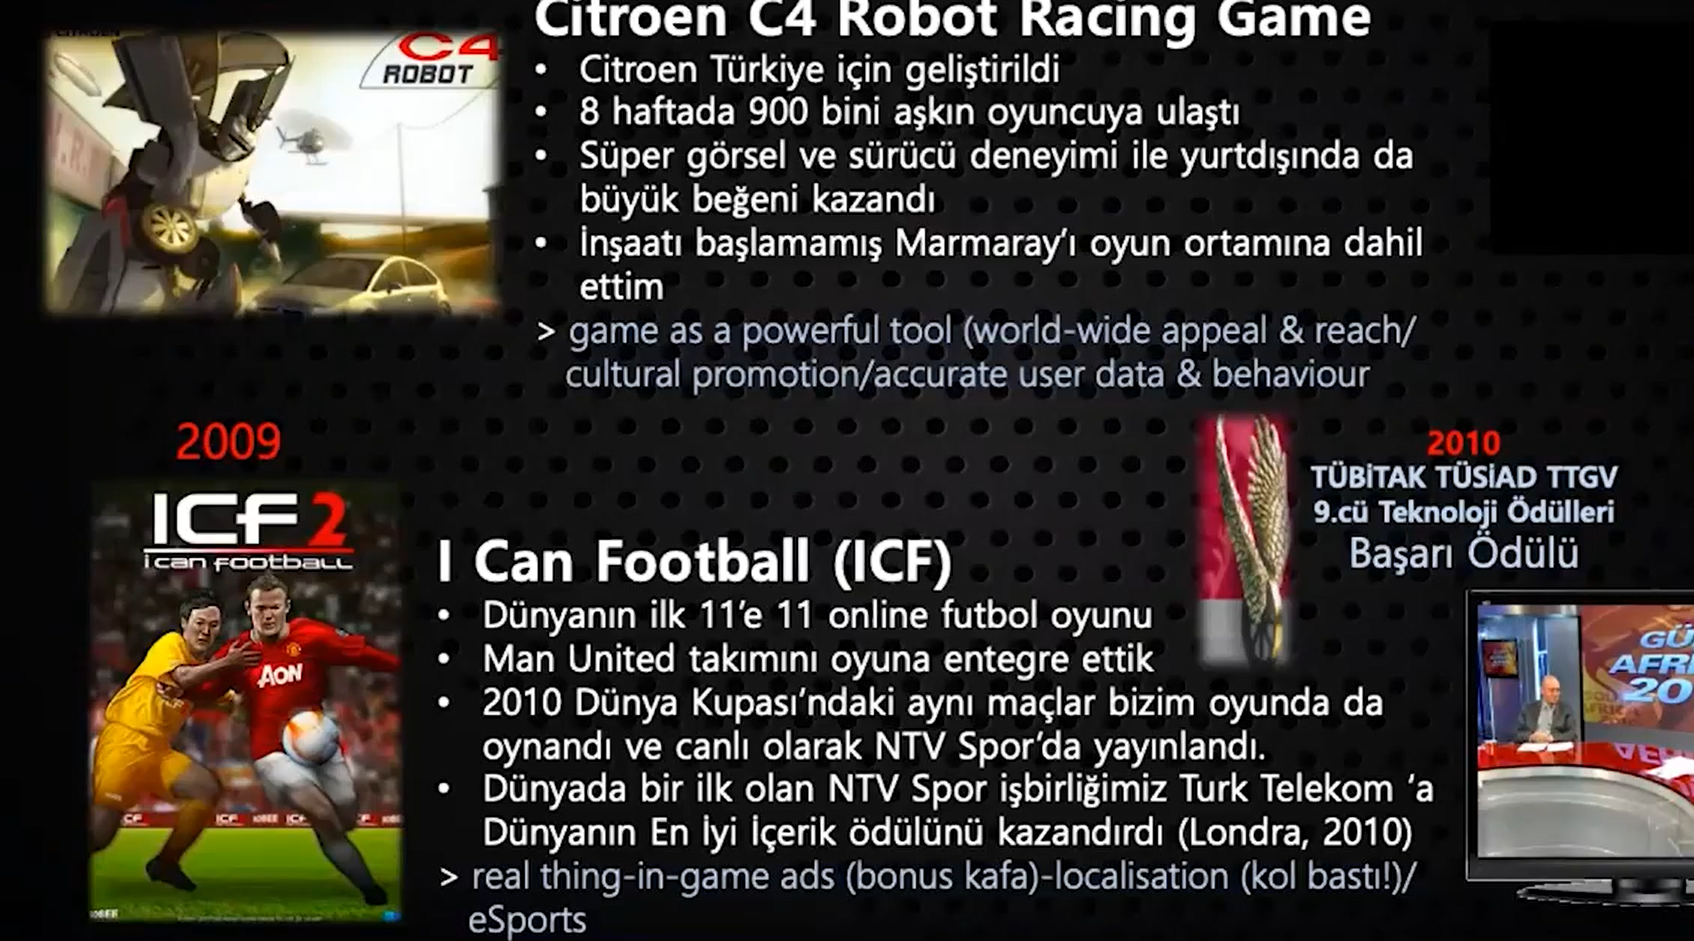 Citroen C4 Robot Racing Game
C4
ROBOT
• Citroen Türkiye için geliştirildi
• 8 haftada 900 bini aşkın oyuncuya ulaştı
• Süper görsel ve sürücü deneyimi ile yurtdışında da
büyük beğeni kazandı
• İnşaatı başlamamış Marmaray’ı oyun ortamına dahil
ettim
> game as a powerful tool (world-wide appeal & reach/
cultural promotion/accurate user data & behaviour
2009
ICF 2
i can football
AON
ICF
ICF
2010
TÜBİTAK TÜSİAD TTGV
9.cü Teknoloji Ödülleri
Başarı Ödülü
I Can Football (ICF)
• Dünyanın ilk 11’e 11 online futbol oyunu
• Man United takımını oyuna entegre ettik
• 2010 Dünya Kupası’ndaki aynı maçlar bizim oyunda da
oynandı ve canlı olarak NTV Spor’da yayınlandı.
• Dünyada bir ilk olan NTV Spor işbirliğimiz Turk Telekom ‘a
Dünyanın En İyi İçerik ödülünü kazandırdı (Londra, 2010)
> real thing-in-game ads (bonus kafa)-localisation (kol bastı!)/
eSports
GÜ
AFRİ
20